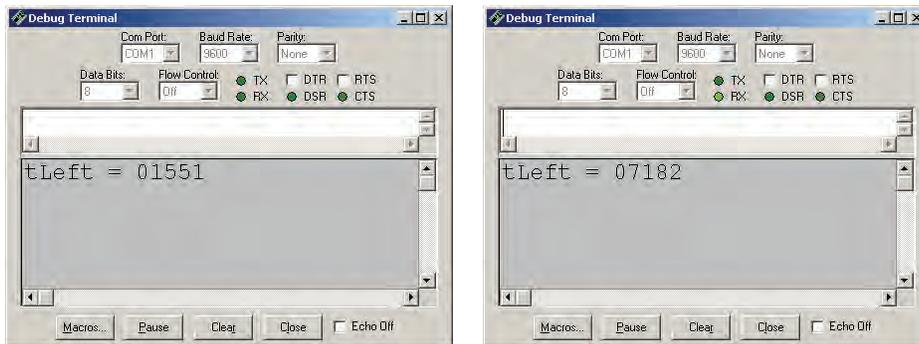 Debug Terminal
Com Port: Baud Rate: Parity:
COM1 9600 None
Data Bits: Flow Control: TX DTR RTS
8 Off RX DSR CTS
tLeft = 01551
Macros... Pause Clear Close Echo Off
Debug Terminal
Com Port: Baud Rate: Parity:
COM1 9600 None
Data Bits: Flow Control: TX DTR RTS
8 Off RX DSR CTS
tLeft = 07182
Macros... Pause Clear Close Echo Off